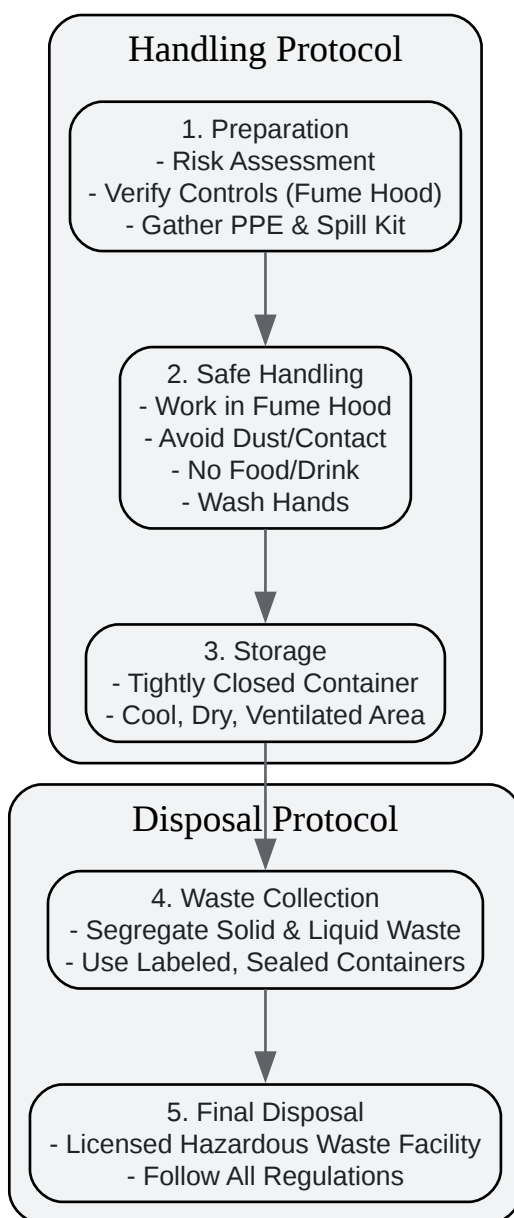 Handling Protocol
1. Preparation
- Risk Assessment
- Verify Controls (Fume Hood)
- Gather PPE & Spill Kit
2. Safe Handling
- Work in Fume Hood
- Avoid Dust/Contact
- No Food/Drink
- Wash Hands
3. Storage
- Tightly Closed Container
- Cool, Dry, Ventilated Area
Disposal Protocol
4. Waste Collection
- Segregate Solid & Liquid Waste
- Use Labeled, Sealed Containers
5. Final Disposal
- Licensed Hazardous Waste Facility
- Follow All Regulations